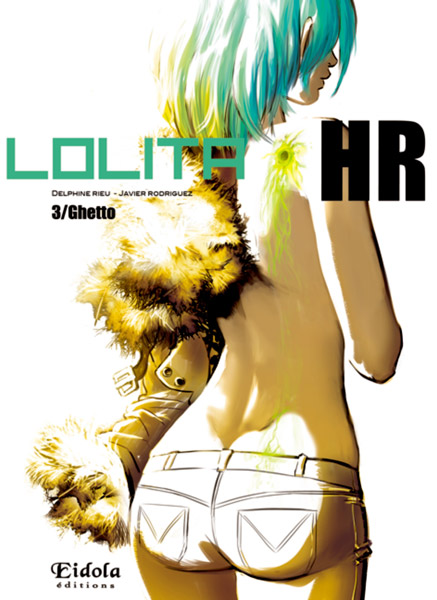 LOLITA HR
DELPHINE RIEU - JAVIER RODRIGUEZ
3/Ghetto
Eidola
éditions